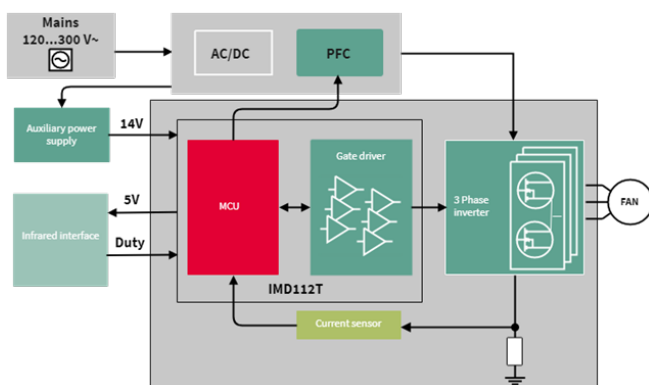 Mains
120...300 V~
AC/DC
PFC
Auxiliary power
supply
14V
5V
Infrared interface
Duty
MCU
Gate driver
3 Phase
inverter
FAN
IMD112T
Current sensor